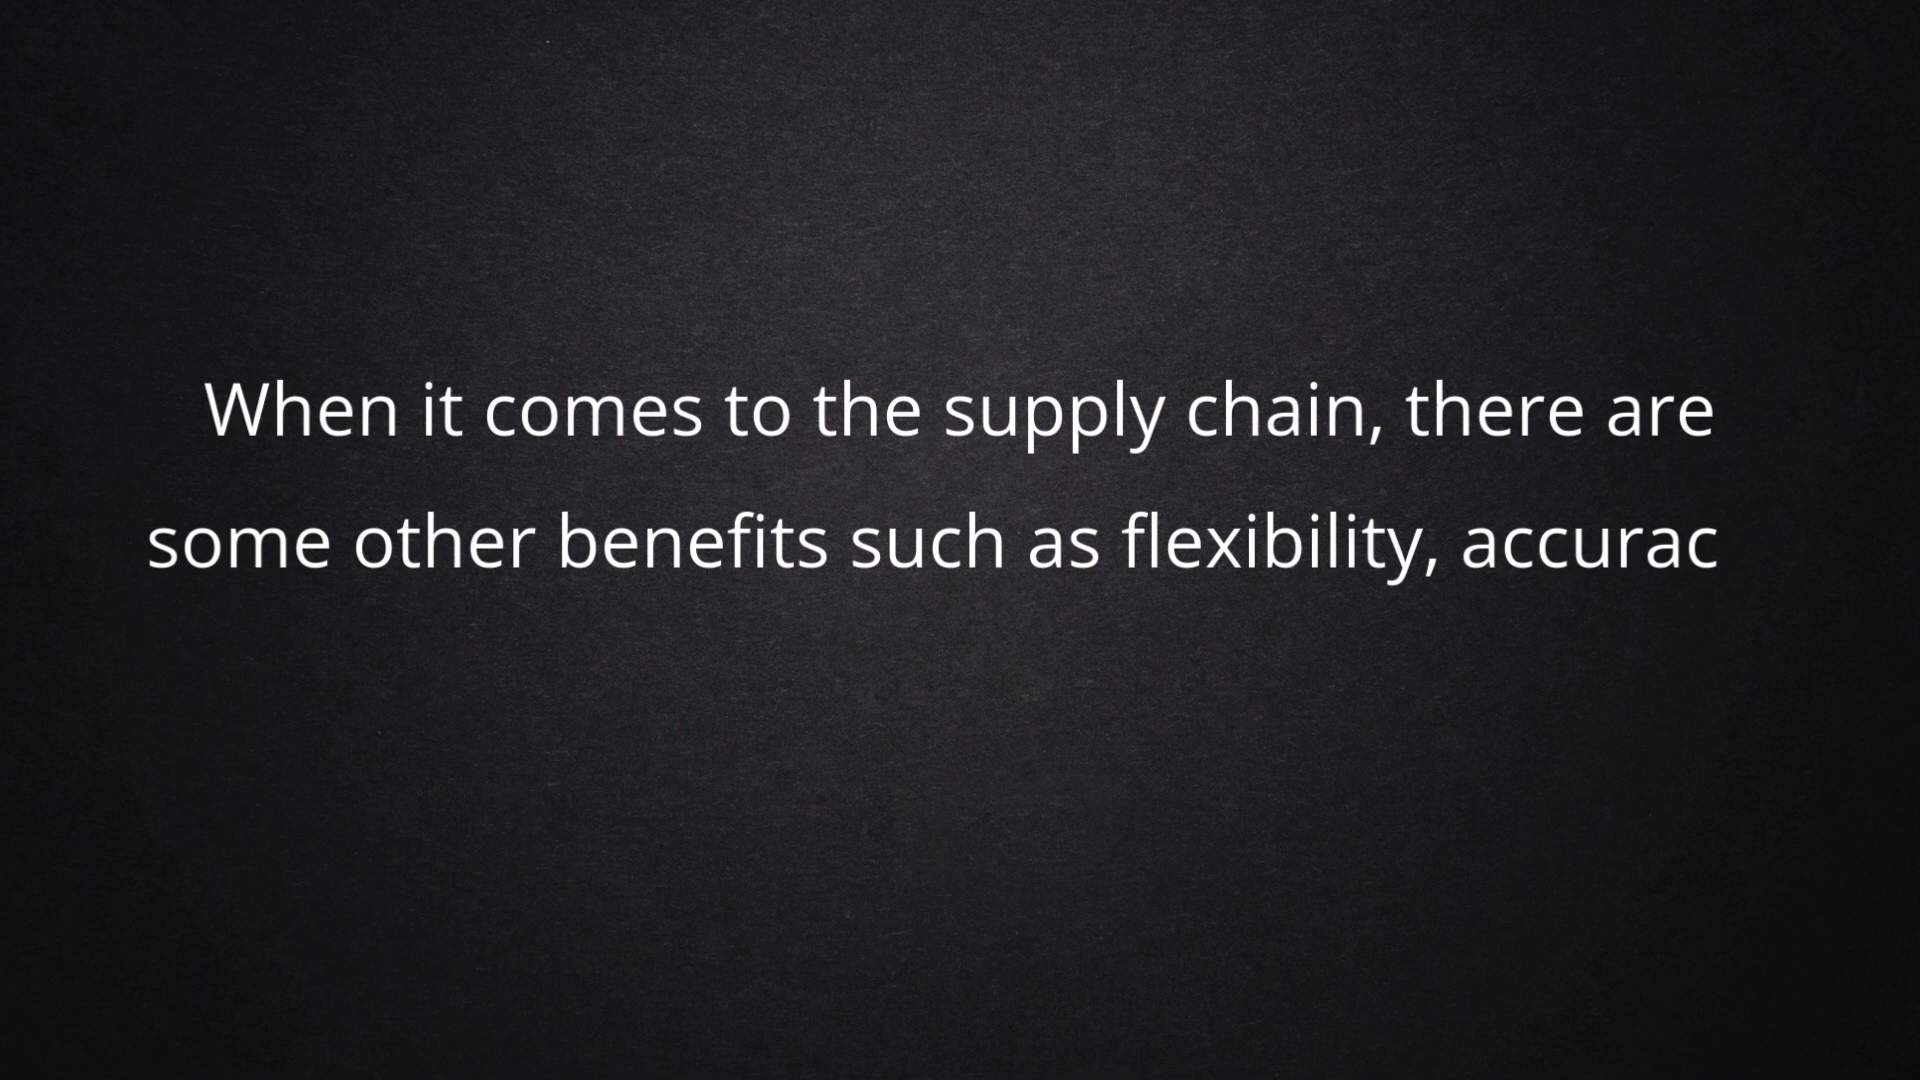 When it comes to the supply chain, there are
some other benefits such as flexibility, accurac